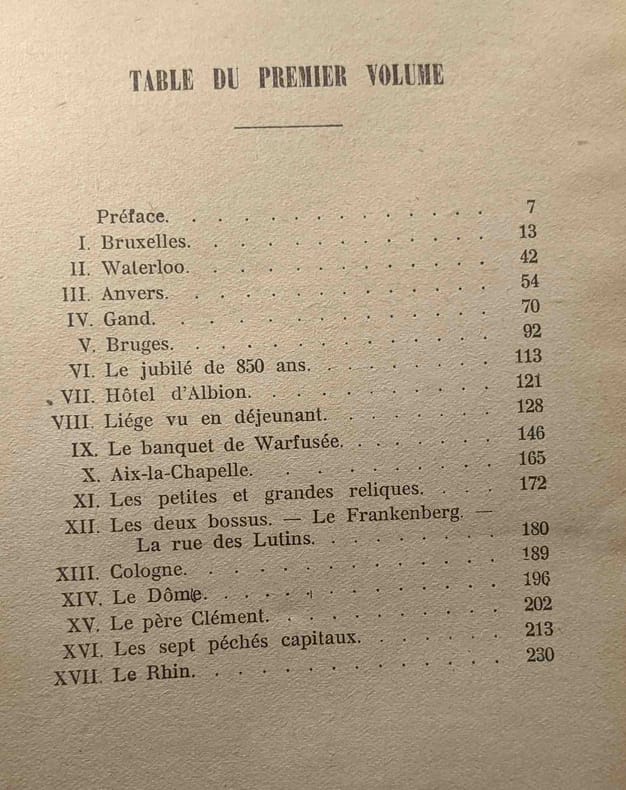 TABLE DU PREMIER VOLUME
Préface. . . . . . . . . . . . . 7
I. Bruxelles. . . . . . . . . . . . 13
II. Waterloo. . . . . . . . . . . . 42
III. Anvers. . . . . . . . . . . . . 54
IV. Gand. . . . . . . . . . . . . 70
V. Bruges. . . . . . . . . . . . . 92
VI. Le jubilé de 850 ans. . . . . . . . 113
VII. Hôtel d'Albion. . . . . . . . . . 121
VIII. Liége vu en déjeunant. . . . . . . . 128
IX. Le banquet de Warfusée. . . . . . . 146
X. Aix-la-Chapelle. . . . . . . . . . 165
XI. Les petites et grandes reliques. . . . 172
XII. Les deux bossus. — Le Frankenberg. —
La rue des Lutins. . . . . . . . 180
XIII. Cologne. . . . . . . . . . . . 189
XIV. Le Dôme. . . . . . . . . . . . 196
XV. Le père Clément. . . . . . . . . . 202
XVI. Les sept péchés capitaux. . . . . . . 213
XVII. Le Rhin. . . . . . . . . . . . . 230